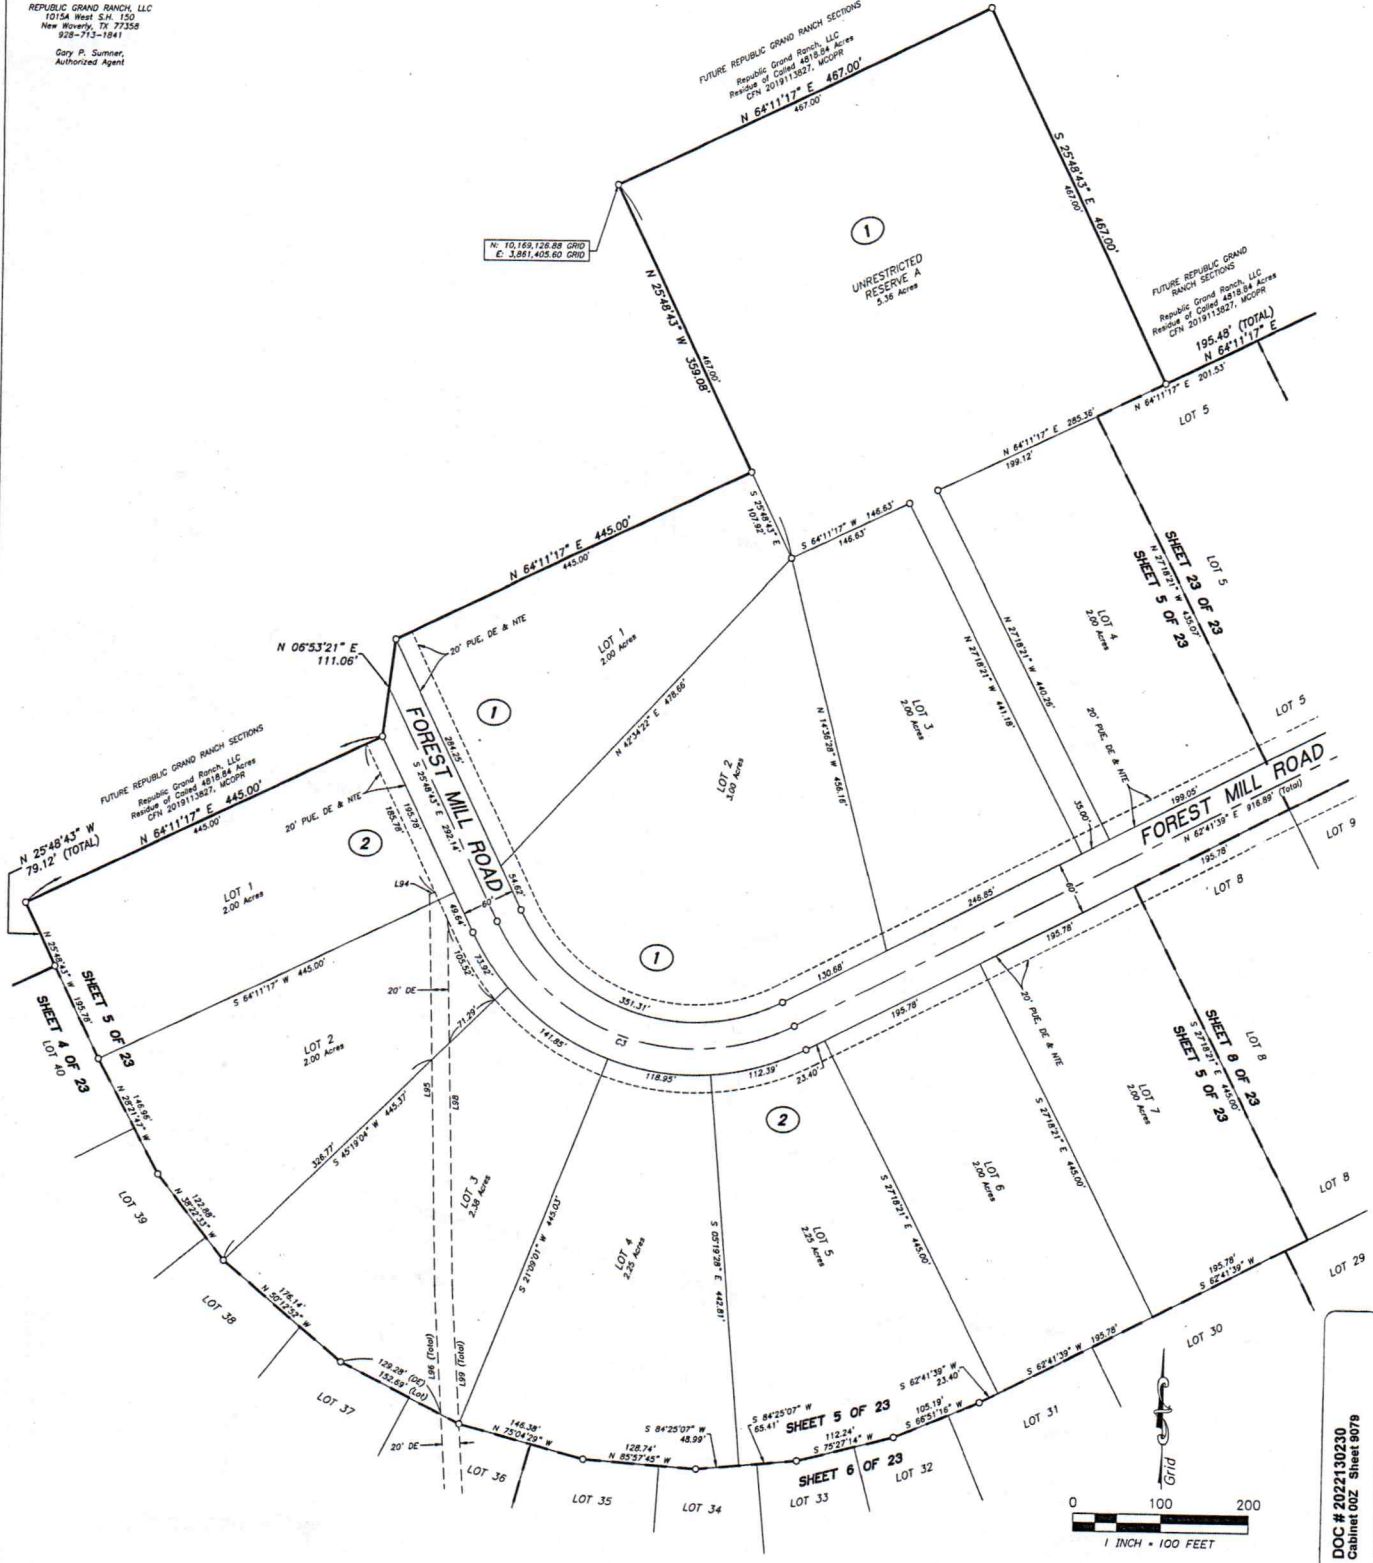 REPUBLIC GRAND RANCH, LLC
1015A West S.H. 150
New Waverly, TX 77358
928-713-1841
Gary P. Sumner,
Authorized Agent
FUTURE REPUBLIC GRAND RANCH SECTIONS
Republic Grand Ranch, LLC
Residue of Called 4818.84 Acres
CFN 2019113827, MCOPR
N 64°11'17" E 467.00'
467.00'
N: 10,169,126.88 GRID
E: 3,861,405.60 GRID
1
UNRESTRICTED
RESERVE A
5.36 Acres
S 25°48'43" E 467.00'
467.00'
N 25°48'43" W 359.08'
467.00'
FUTURE REPUBLIC GRAND
RANCH SECTIONS
Republic Grand Ranch, LLC
Residue of Called 4818.84 Acres
CFN 2019113827, MCOPR
195.48' (TOTAL)
N 64°11'17" E
N 64°11'17" E 201.53'
LOT 5
N 64°11'17" E 285.36'
199.12'
S 25°48'43" E
107.92'
S 64°11'17" W 146.63'
146.63'
N 64°11'17" E 445.00'
445.00'
SHEET 23 OF 23
N 27°18'21" W 435.07'
SHEET 5 OF 23
LOT 5
20' PUE, DE & NTE
LOT 1
2.00 Acres
N 06°53'21" E
111.06'
N 42°34'22" E 478.66'
LOT 2
3.00 Acres
N 14°36'28" W 456.16'
LOT 3
2.00 Acres
N 27°18'21" W 441.18'
N 27°18'21" W 440.26'
LOT 4
2.00 Acres
20' PUE, DE & NTE
35.00'
LOT 5
1
FOREST MILL ROAD
284.25'
S 25°48'43" E 292.14'
195.78'
185.78'
54.62'
60'
FUTURE REPUBLIC GRAND RANCH SECTIONS
Republic Grand Ranch, LLC
Residue of Called 4818.84 Acres
CFN 2019113827, MCOPR
N 64°11'17" E 445.00'
445.00'
20' PUE, DE & NTE
N 25°48'43" W
79.12' (TOTAL)
2
LOT 1
2.00 Acres
L94
199.05'
FOREST MILL ROAD
N 62°41'39" E 916.89' (Total)
195.78'
LOT 9
LOT 8
246.85'
60'
195.78'
1
130.68'
351.31'
C3
49.64'
73.92'
105.52'
S 64°11'17" W 445.00'
N 25°48'43" W 195.78'
SHEET 5 OF 23
SHEET 4 OF 23
LOT 40
20' DE
71.29'
141.85'
118.95'
112.39'
23.40'
195.78'
20' PUE, DE & NTE
LOT 2
2.00 Acres
2
L95
L98
N 28°21'47" W
146.96'
326.77'
S 45°19'04" W 445.37'
LOT 39
N 38°22'33" W
122.88'
LOT 3
2.38 Acres
S 21°09'01" W 445.03'
LOT 4
2.25 Acres
S 05°19'28" E 442.81'
LOT 5
2.25 Acres
S 27°18'21" E 445.00'
LOT 6
2.00 Acres
S 27°18'21" E 445.00'
LOT 7
2.00 Acres
SHEET 8 OF 23
S 27°18'21" E 445.00'
SHEET 5 OF 23
LOT 8
LOT 8
LOT 38
176.14'
N 50°12'52" W
LOT 37
129.28' (DE)
152.69' (Lot)
L96 (Total)
L99 (Total)
20' DE
LOT 36
146.38'
N 75°04'29" W
128.74'
N 85°57'45" W
LOT 35
S 84°25'07" W
48.99'
LOT 34
S 84°25'07" W
65.41'
SHEET 5 OF 23
112.24'
S 75°27'14" W
SHEET 6 OF 23
LOT 33
105.19'
S 66°51'16" W
LOT 32
S 62°41'39" W
23.40'
S 62°41'39" W 195.78'
LOT 31
LOT 30
195.78'
S 62°41'39" W
LOT 29
Grid
0 100 200
1 INCH = 100 FEET
DOC # 2022130230
Cabinet 00Z Sheet 9079